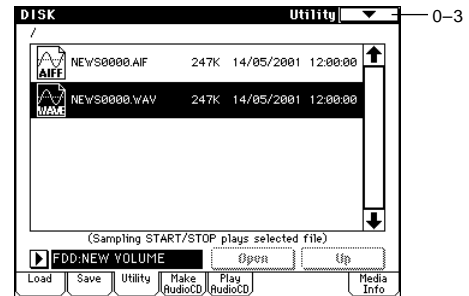 DISK Utility 0–3
/
AIFF NEWS0000.AIF 247K 14/05/2001 12:00:00
WAVE NEWS0000.WAV 247K 14/05/2001 12:00:00
(Sampling START/STOP plays selected file)
FDD:NEW VOLUME Open Up
Load Save Utility Make AudioCD Play AudioCD Media Info